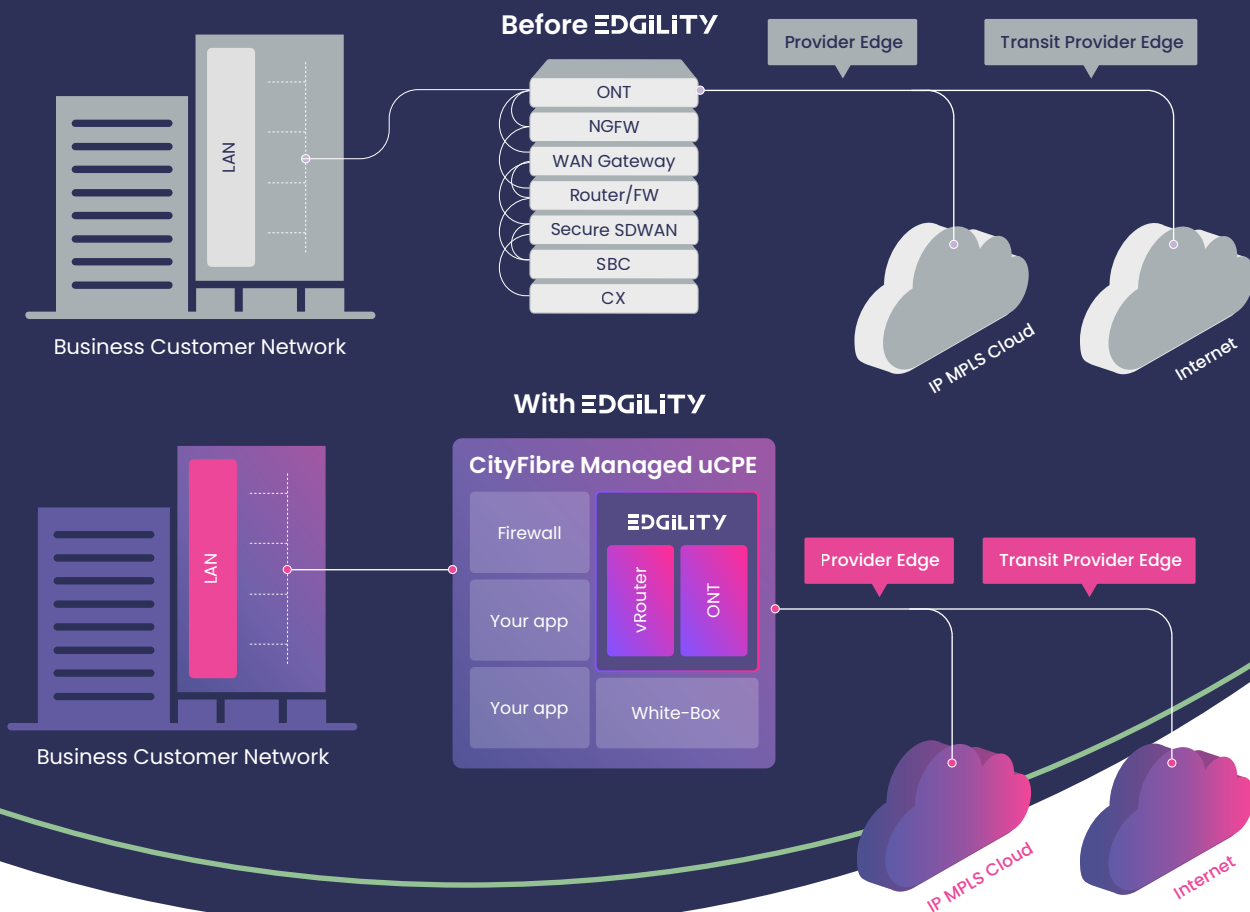 Before EDGiLiTY
Provider Edge
Transit Provider Edge
LAN
ONT
NGFW
WAN Gateway
Router/FW
Secure SDWAN
SBC
CX
Business Customer Network
IP MPLS Cloud
Internet
With EDGiLiTY
CityFibre Managed uCPE
LAN
Firewall
Your app
Your app
EDGiLiTY
vRouter
ONT
White-Box
Provider Edge
Transit Provider Edge
Business Customer Network
IP MPLS Cloud
Internet